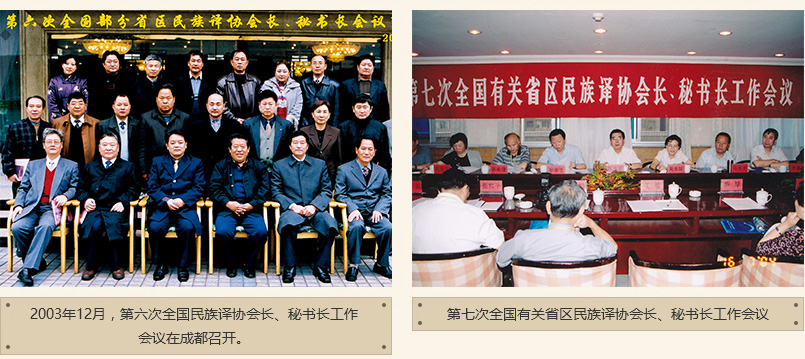 第六次全国部分省区民族译协会长、秘书长会议
第七次全国有关省区民族译协会长、秘书长工作会议
2003年12月，第六次全国民族译协会长、秘书长工作
会议在成都召开。
第七次全国有关省区民族译协会长、秘书长工作会议